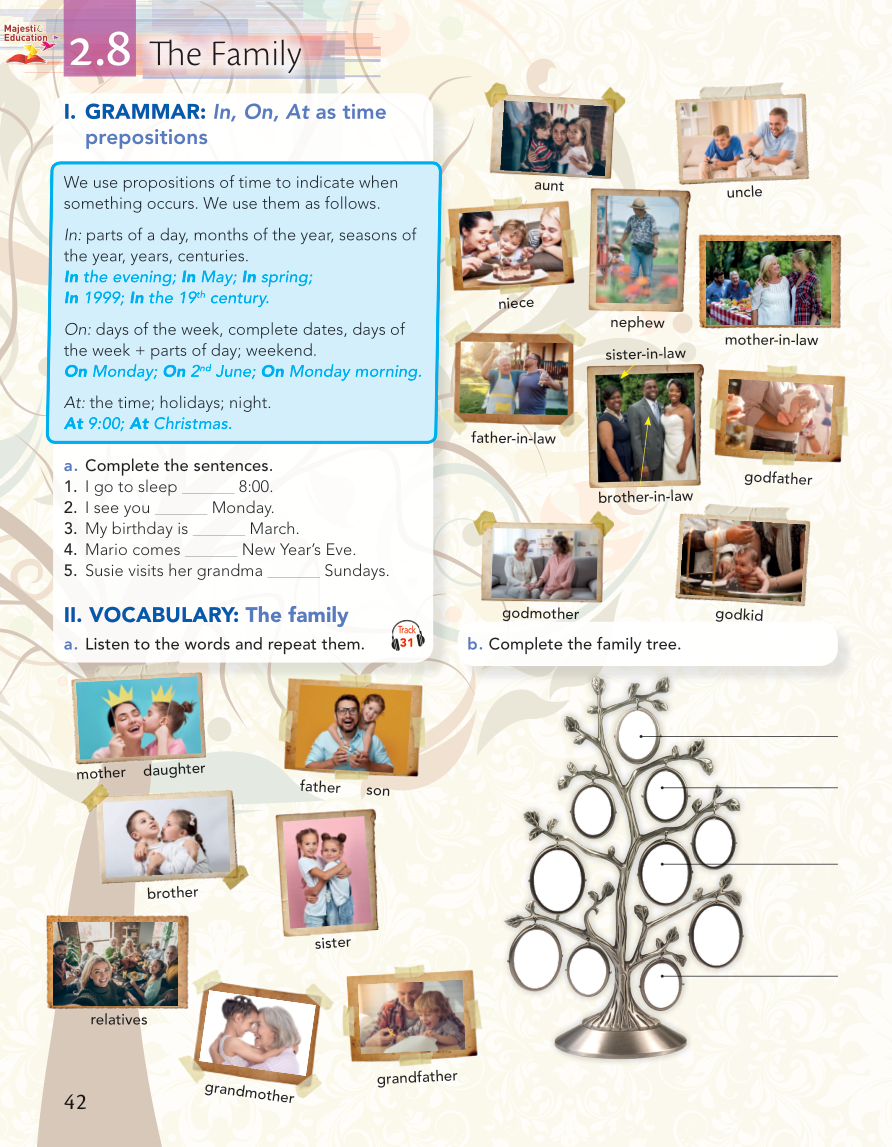 Majesti
Education
2.8 The Family
I. GRAMMAR: In, On, At as time
prepositions
We use propositions of time to indicate when
something occurs. We use them as follows.
In: parts of a day, months of the year, seasons of
the year, years, centuries.
In the evening; In May; In spring;
In 1999; In the 19th century.
On: days of the week, complete dates, days of
the week + parts of day; weekend.
On Monday; On 2nd June; On Monday morning.
At: the time; holidays; night.
At 9:00; At Christmas.
a. Complete the sentences.
1. I go to sleep ______ 8:00.
2. I see you ______ Monday.
3. My birthday is ______ March.
4. Mario comes ______ New Year's Eve.
5. Susie visits her grandma ______ Sundays.
II. VOCABULARY: The family
a. Listen to the words and repeat them.
Track
31
mother daughter
father son
brother
sister
relatives
grandmother
grandfather
aunt
uncle
niece
nephew
mother-in-law
sister-in-law
father-in-law
brother-in-law
godfather
godmother
godkid
b. Complete the family tree.
42